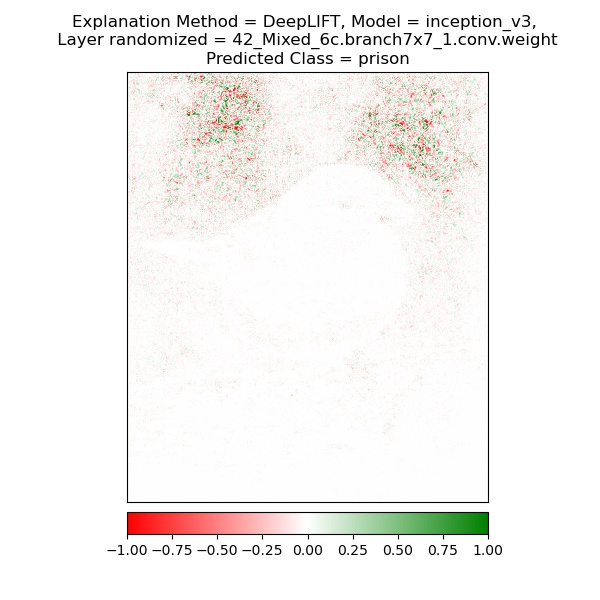 Explanation Method = DeepLIFT, Model = inception_v3,
Layer randomized = 42_Mixed_6c.branch7x7_1.conv.weight
Predicted Class = prison
−1.00 −0.75 −0.50 −0.25 0.00 0.25 0.50 0.75 1.00